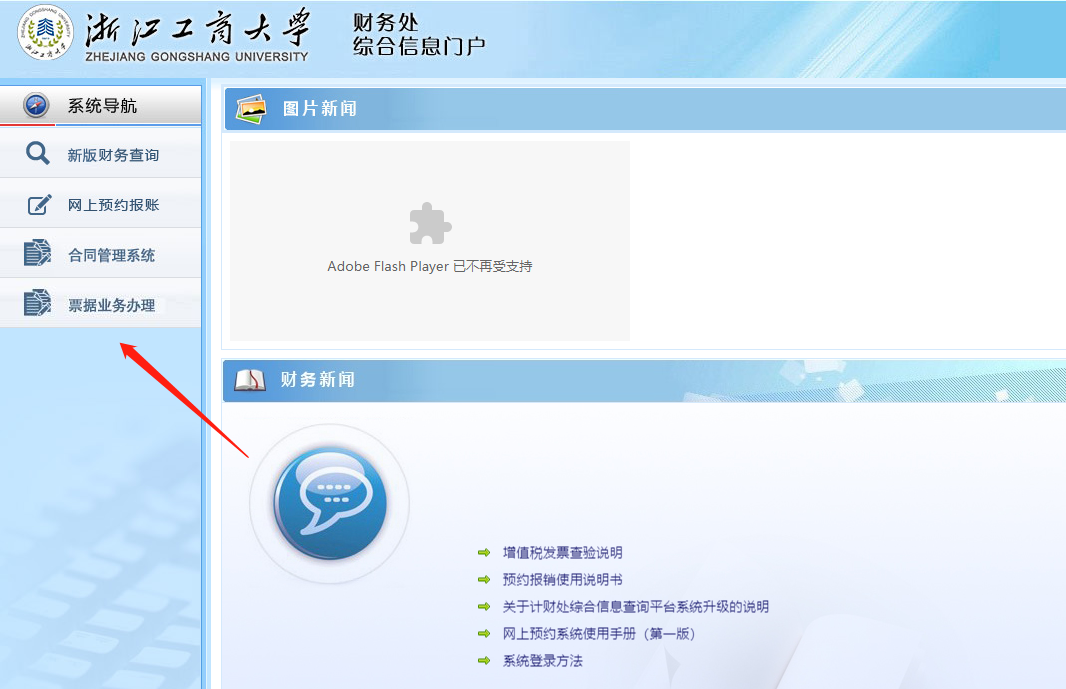 浙江工商大学
ZHEJIANG GONGSHANG UNIVERSITY
财务处
综合信息门户
系统导航
新版财务查询
网上预约报账
合同管理系统
票据业务办理
图片新闻
Adobe Flash Player 已不再受支持
财务新闻
增值税发票查验说明
预约报销使用说明书
关于计财处综合信息查询平台系统升级的说明
网上预约系统使用手册（第一版）
系统登录方法